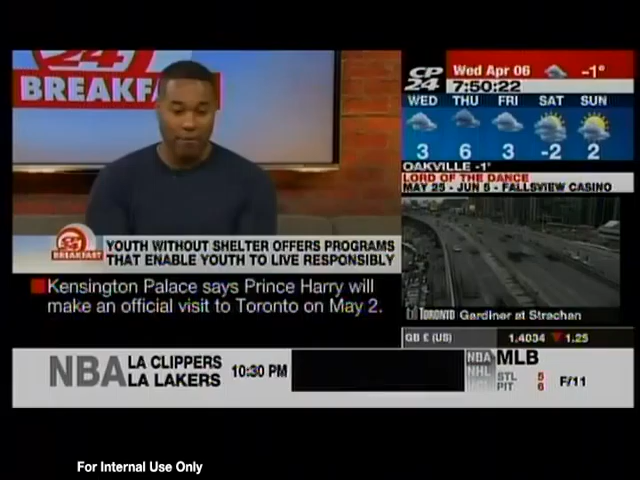 24
BREAKFA
CP
24
Wed Apr 06
-1°
7:50:22
WED THU FRI SAT SUN
3 6 3 -2 2
OAKVILLE -1°
LORD OF THE DANCE
MAY 25 - JUN 5 - FALLSVIEW CASINO
BREAKFAST
YOUTH WITHOUT SHELTER OFFERS PROGRAMS
THAT ENABLE YOUTH TO LIVE RESPONSIBLY
Kensington Palace says Prince Harry will
make an official visit to Toronto on May 2.
TORONTO Gardiner at Strachan
GB £ (US) 1.4034 1.25
NBA
LA CLIPPERS
LA LAKERS
10:30 PM
NBA
NHL
MLB
STL 5
PIT 6
F/11
For Internal Use Only